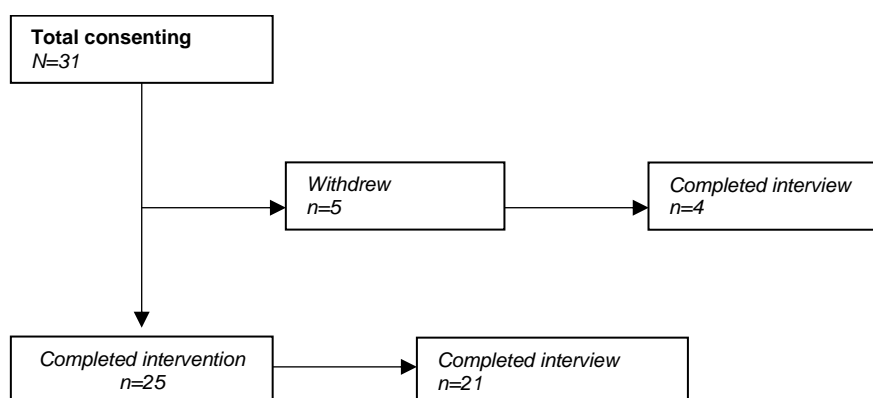 Total consenting
N=31
Withdrew
n=5
Completed interview
n=4
Completed intervention
n=25
Completed interview
n=21